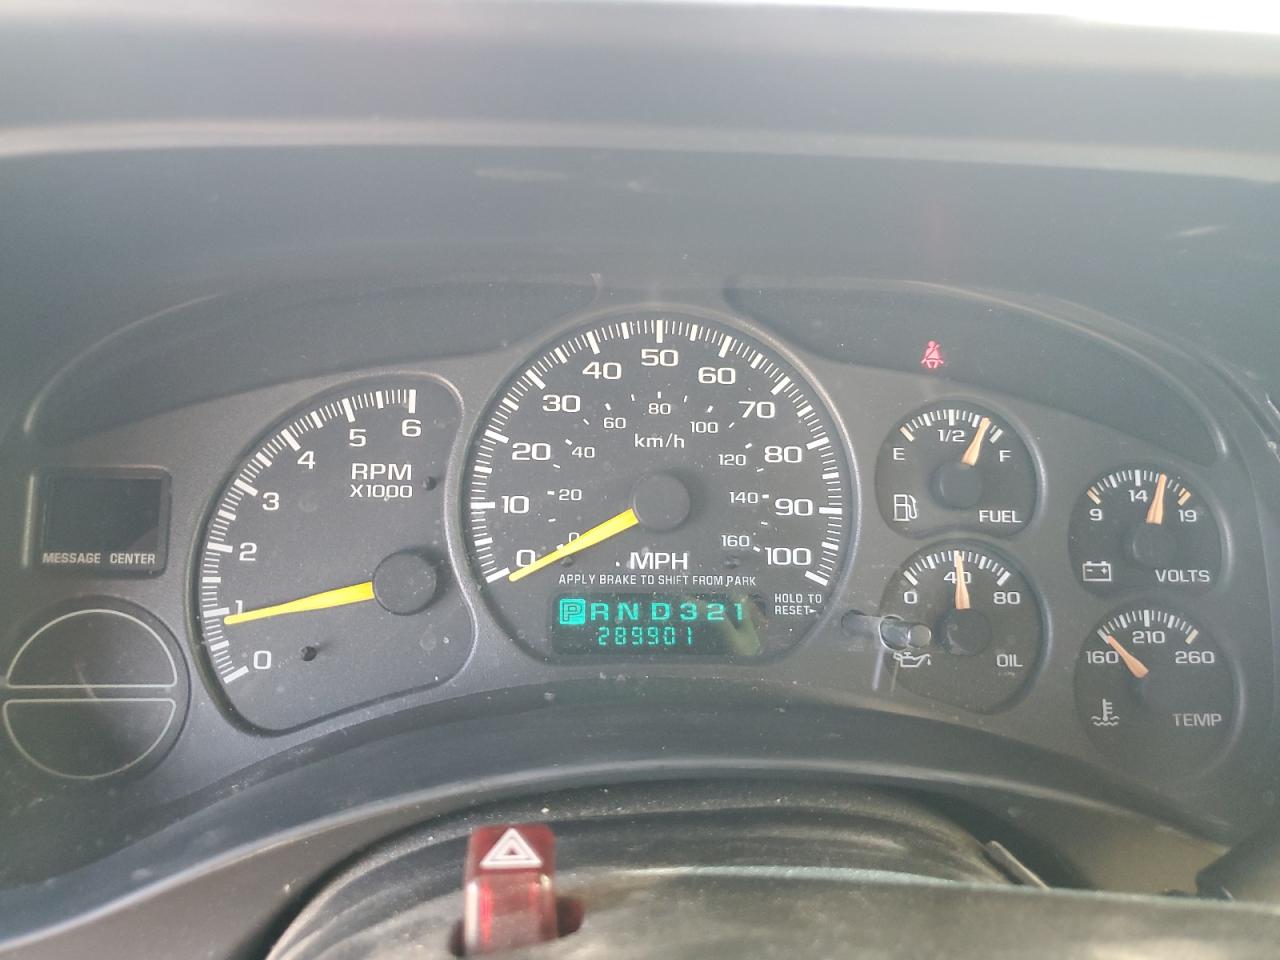 MESSAGE CENTER
0
1
2
3
4
5
6
RPM
X1000
0
10
20
30
40
50
60
70
80
90
100
0
20
40
60
80
100
120
140
160
km/h
MPH
APPLY BRAKE TO SHIFT FROM PARK
PRND321
289901
HOLD TO
RESET
E
1/2
F
FUEL
0
40
80
OIL
9
14
19
VOLTS
160
210
260
TEMP